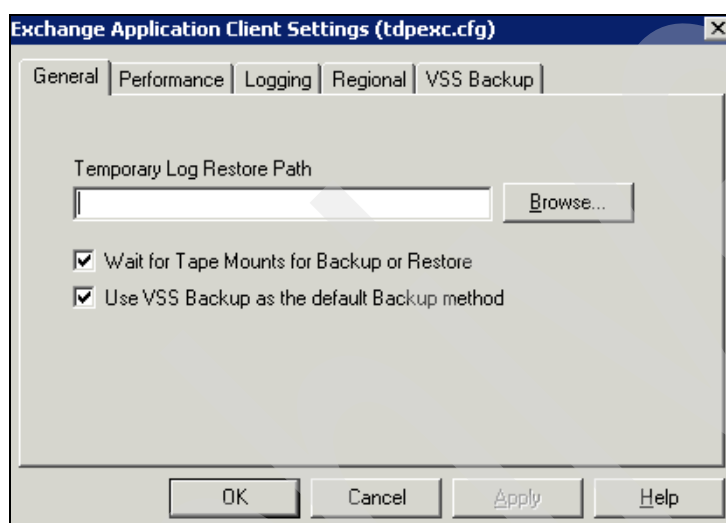 Exchange Application Client Settings (tdpexc.cfg)
General Performance Logging Regional VSS Backup
Temporary Log Restore Path
Browse...
Wait for Tape Mounts for Backup or Restore
Use VSS Backup as the default Backup method
OK Cancel Apply Help